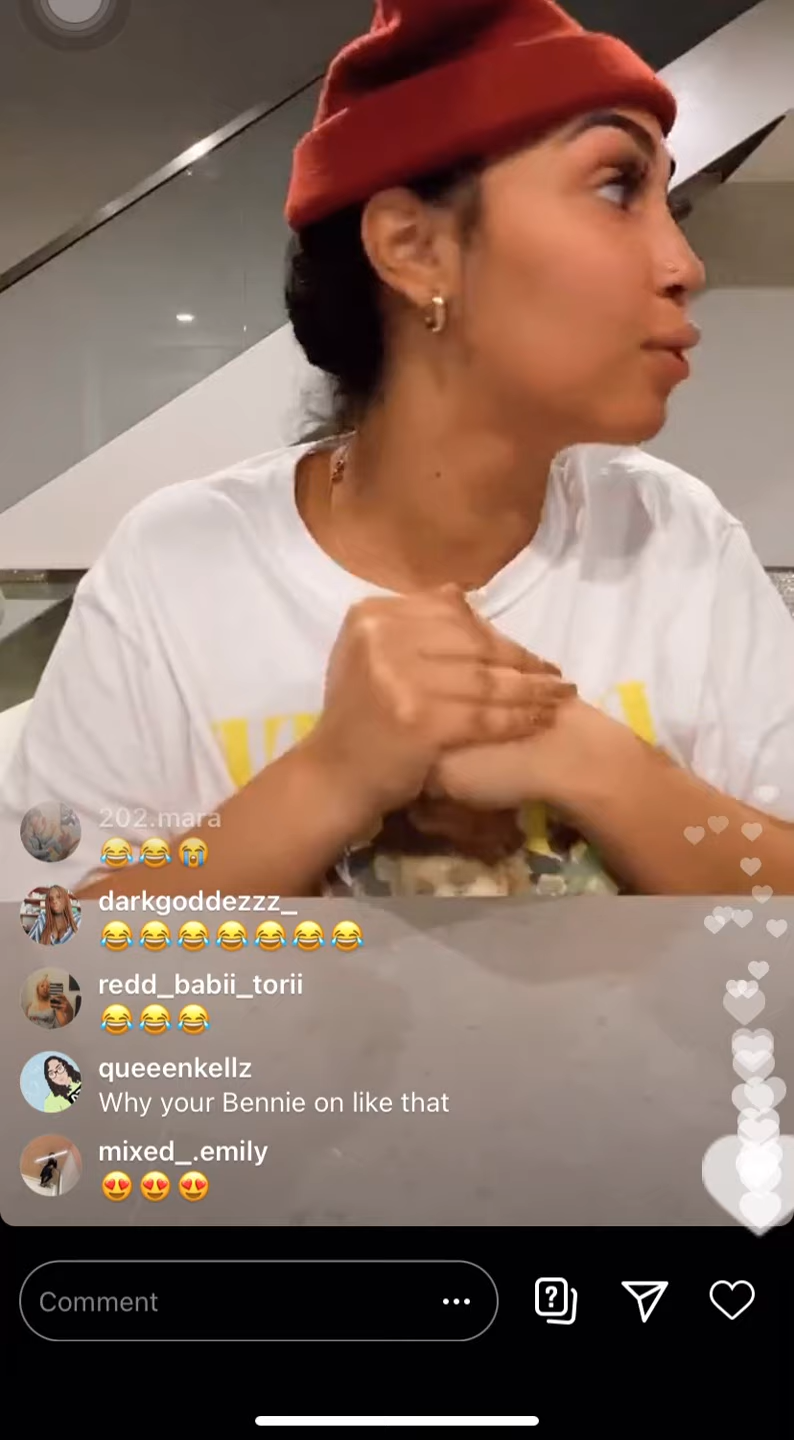 202.mara
😂😂😭
darkgoddezzz_
😂😂😂😂😂😂😂
redd_babii_torii
😂😂😂
queeenkellz
Why your Bennie on like that
mixed_.emily
😍😍😍
Comment